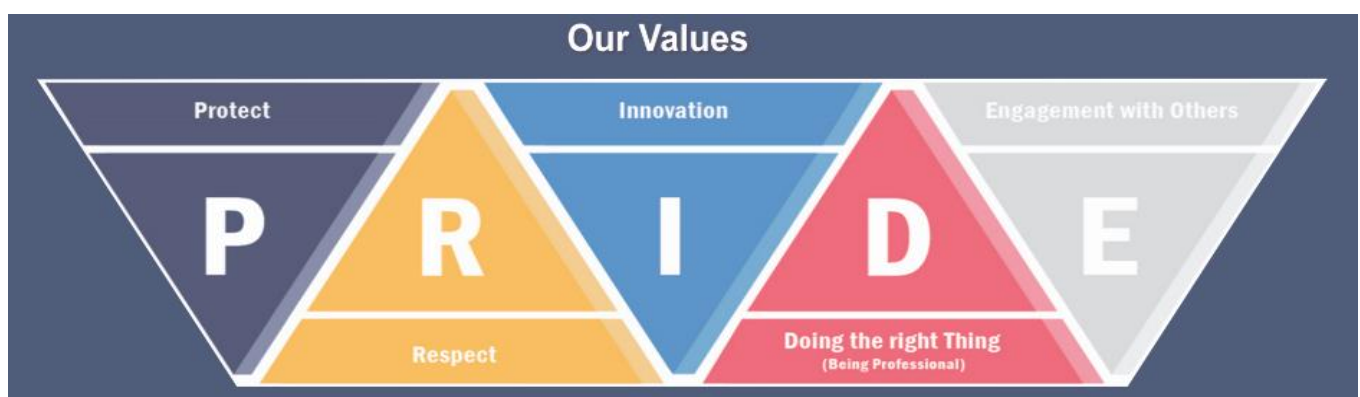 Our Values
Protect
Innovation
Engagement with Others
P R I D E
Respect
Doing the right Thing
(Being Professional)